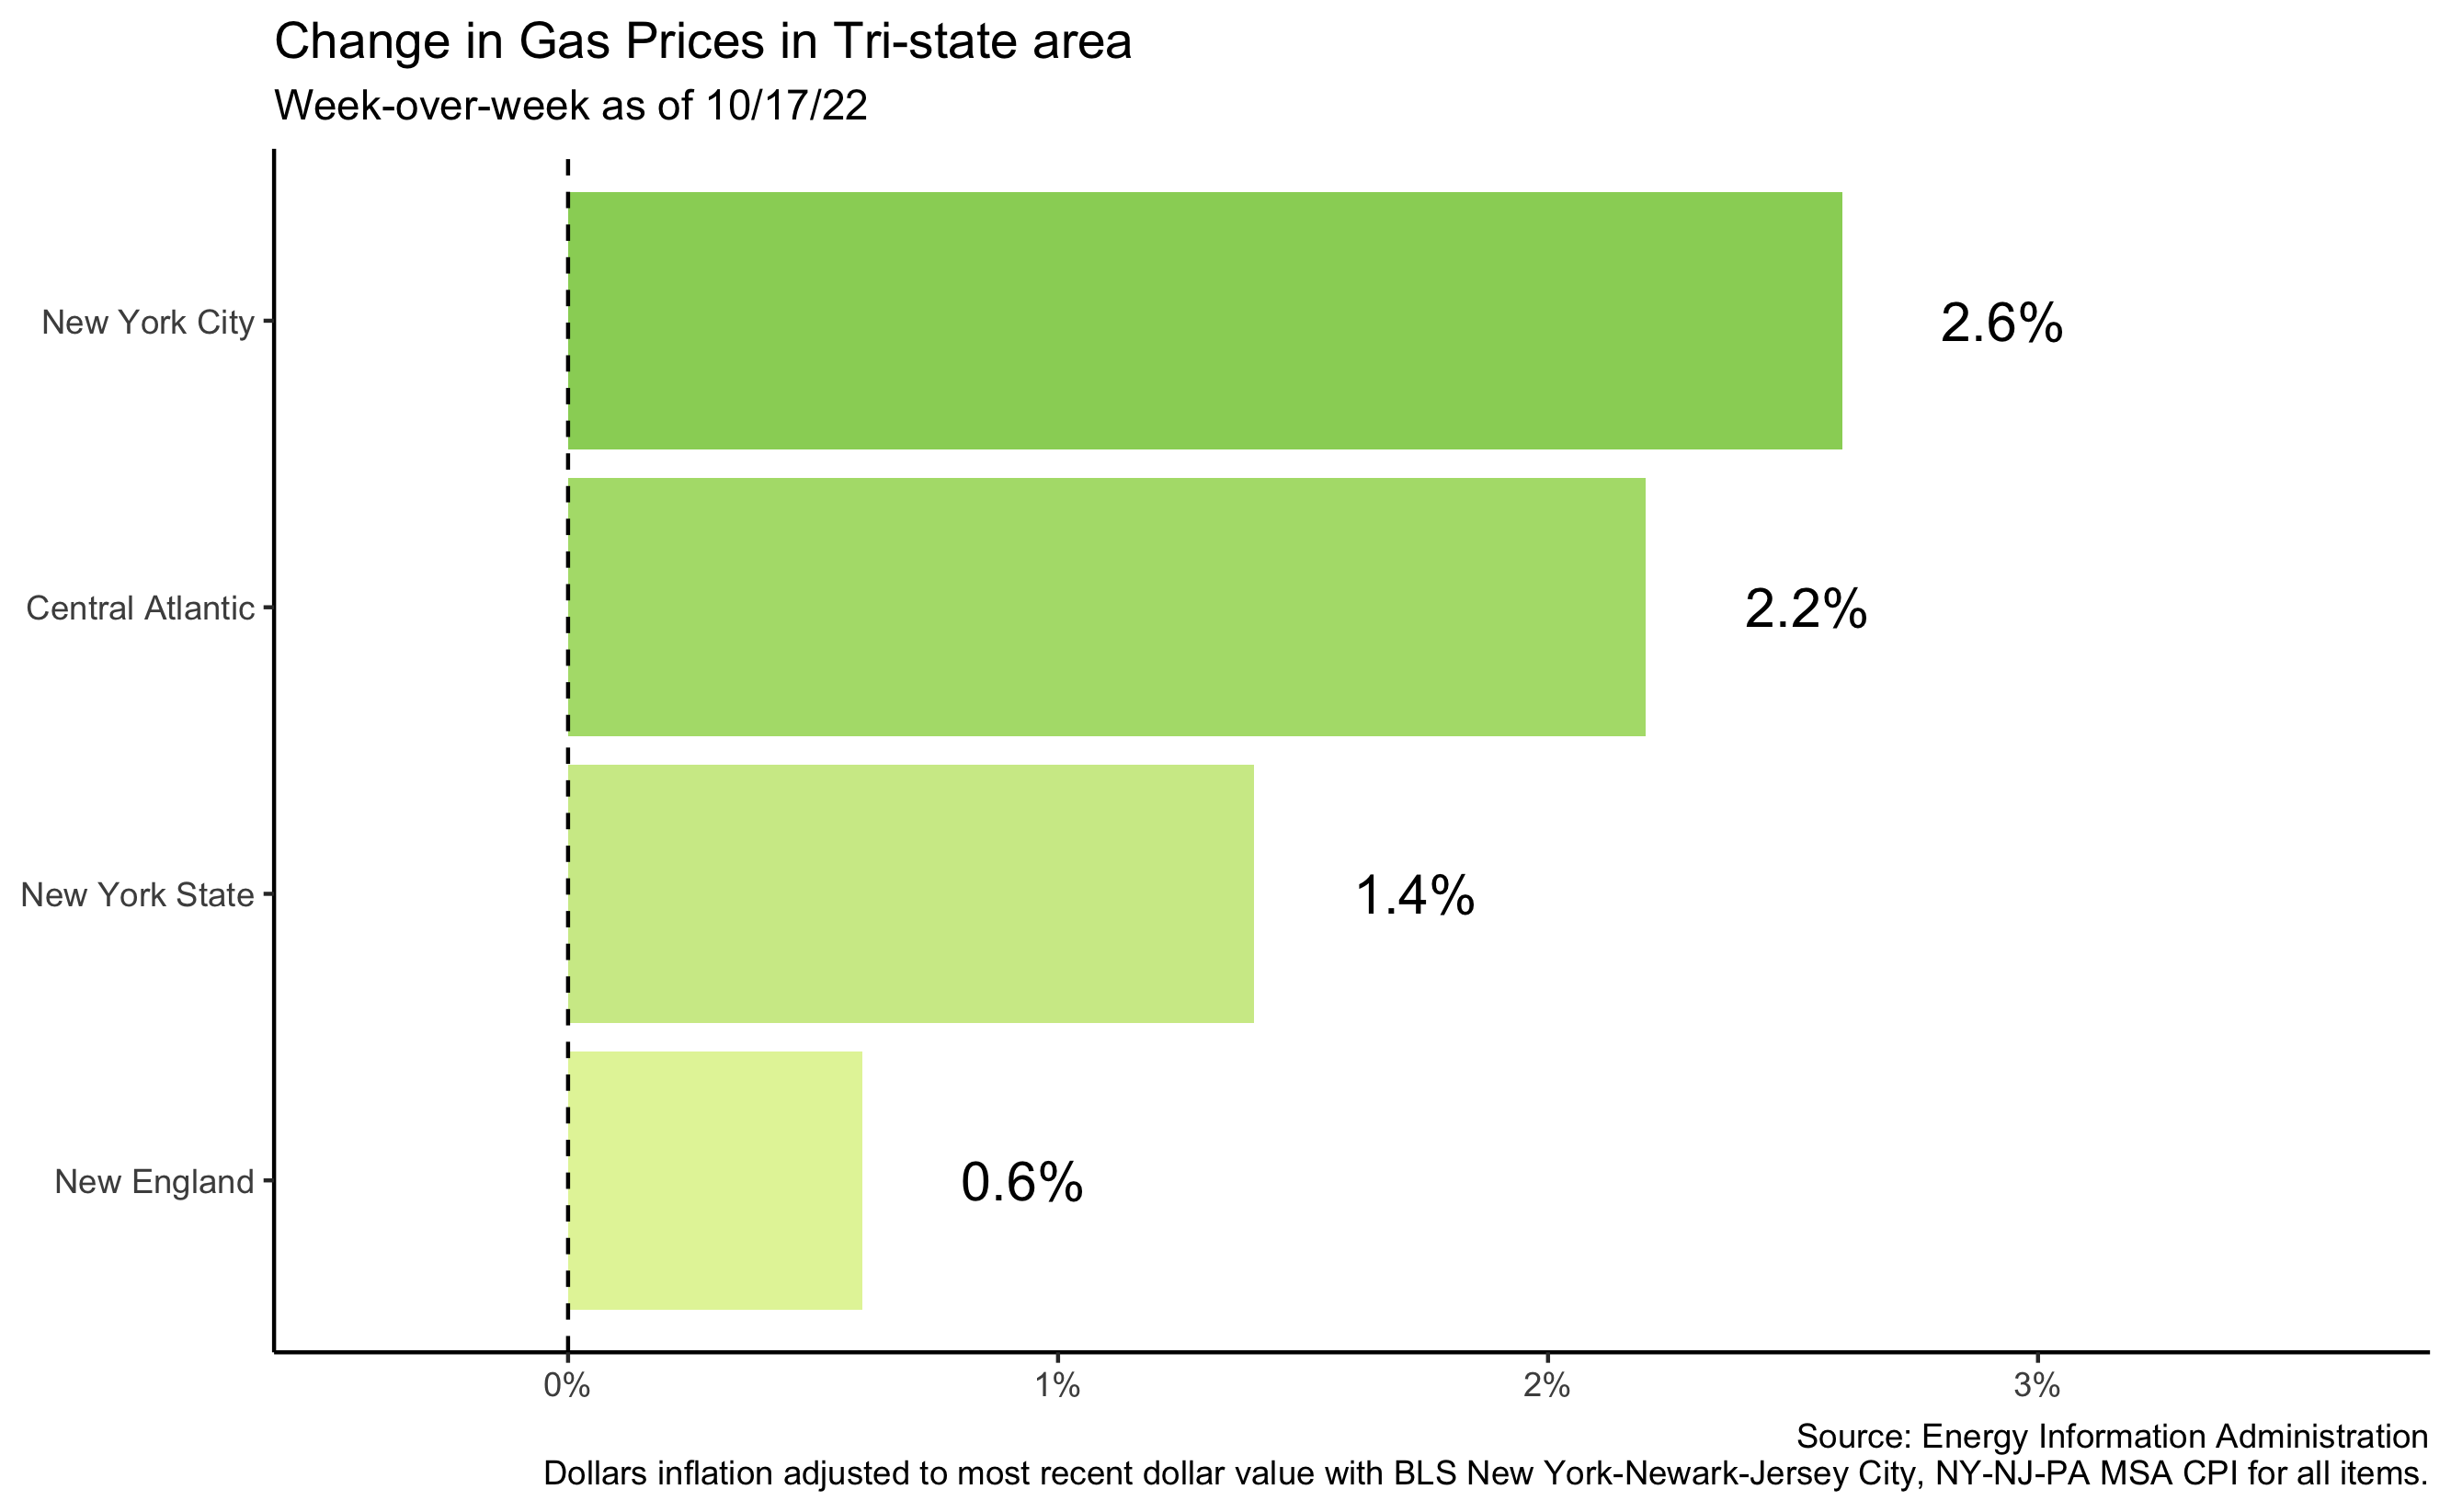 Change in Gas Prices in Tri-state area
Week-over-week as of 10/17/22
New York City
2.6%
Central Atlantic
2.2%
New York State
1.4%
New England
0.6%
0%
1%
2%
3%
Source: Energy Information Administration
Dollars inflation adjusted to most recent dollar value with BLS New York-Newark-Jersey City, NY-NJ-PA MSA CPI for all items.